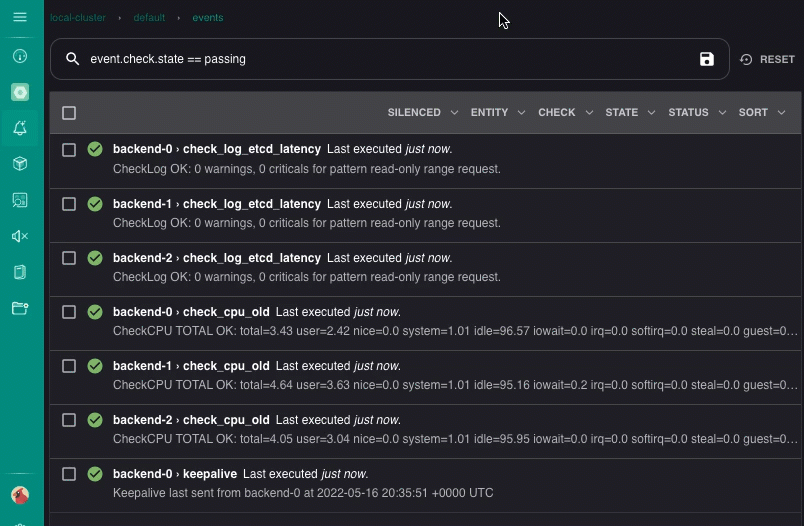 local-cluster › default › events
event.check.state == passing
RESET
SILENCED ENTITY CHECK STATE STATUS SORT
backend-0 › check_log_etcd_latency Last executed just now.
CheckLog OK: 0 warnings, 0 criticals for pattern read-only range request.
backend-1 › check_log_etcd_latency Last executed just now.
CheckLog OK: 0 warnings, 0 criticals for pattern read-only range request.
backend-2 › check_log_etcd_latency Last executed just now.
CheckLog OK: 0 warnings, 0 criticals for pattern read-only range request.
backend-0 › check_cpu_old Last executed just now.
CheckCPU TOTAL OK: total=3.43 user=2.42 nice=0.0 system=1.01 idle=96.57 iowait=0.0 irq=0.0 softirq=0.0 steal=0.0 guest=0...
backend-1 › check_cpu_old Last executed just now.
CheckCPU TOTAL OK: total=4.64 user=3.63 nice=0.0 system=1.01 idle=95.16 iowait=0.2 irq=0.0 softirq=0.0 steal=0.0 guest=0...
backend-2 › check_cpu_old Last executed just now.
CheckCPU TOTAL OK: total=4.05 user=3.04 nice=0.0 system=1.01 idle=95.95 iowait=0.0 irq=0.0 softirq=0.0 steal=0.0 guest=0...
backend-0 › keepalive Last executed just now.
Keepalive last sent from backend-0 at 2022-05-16 20:35:51 +0000 UTC